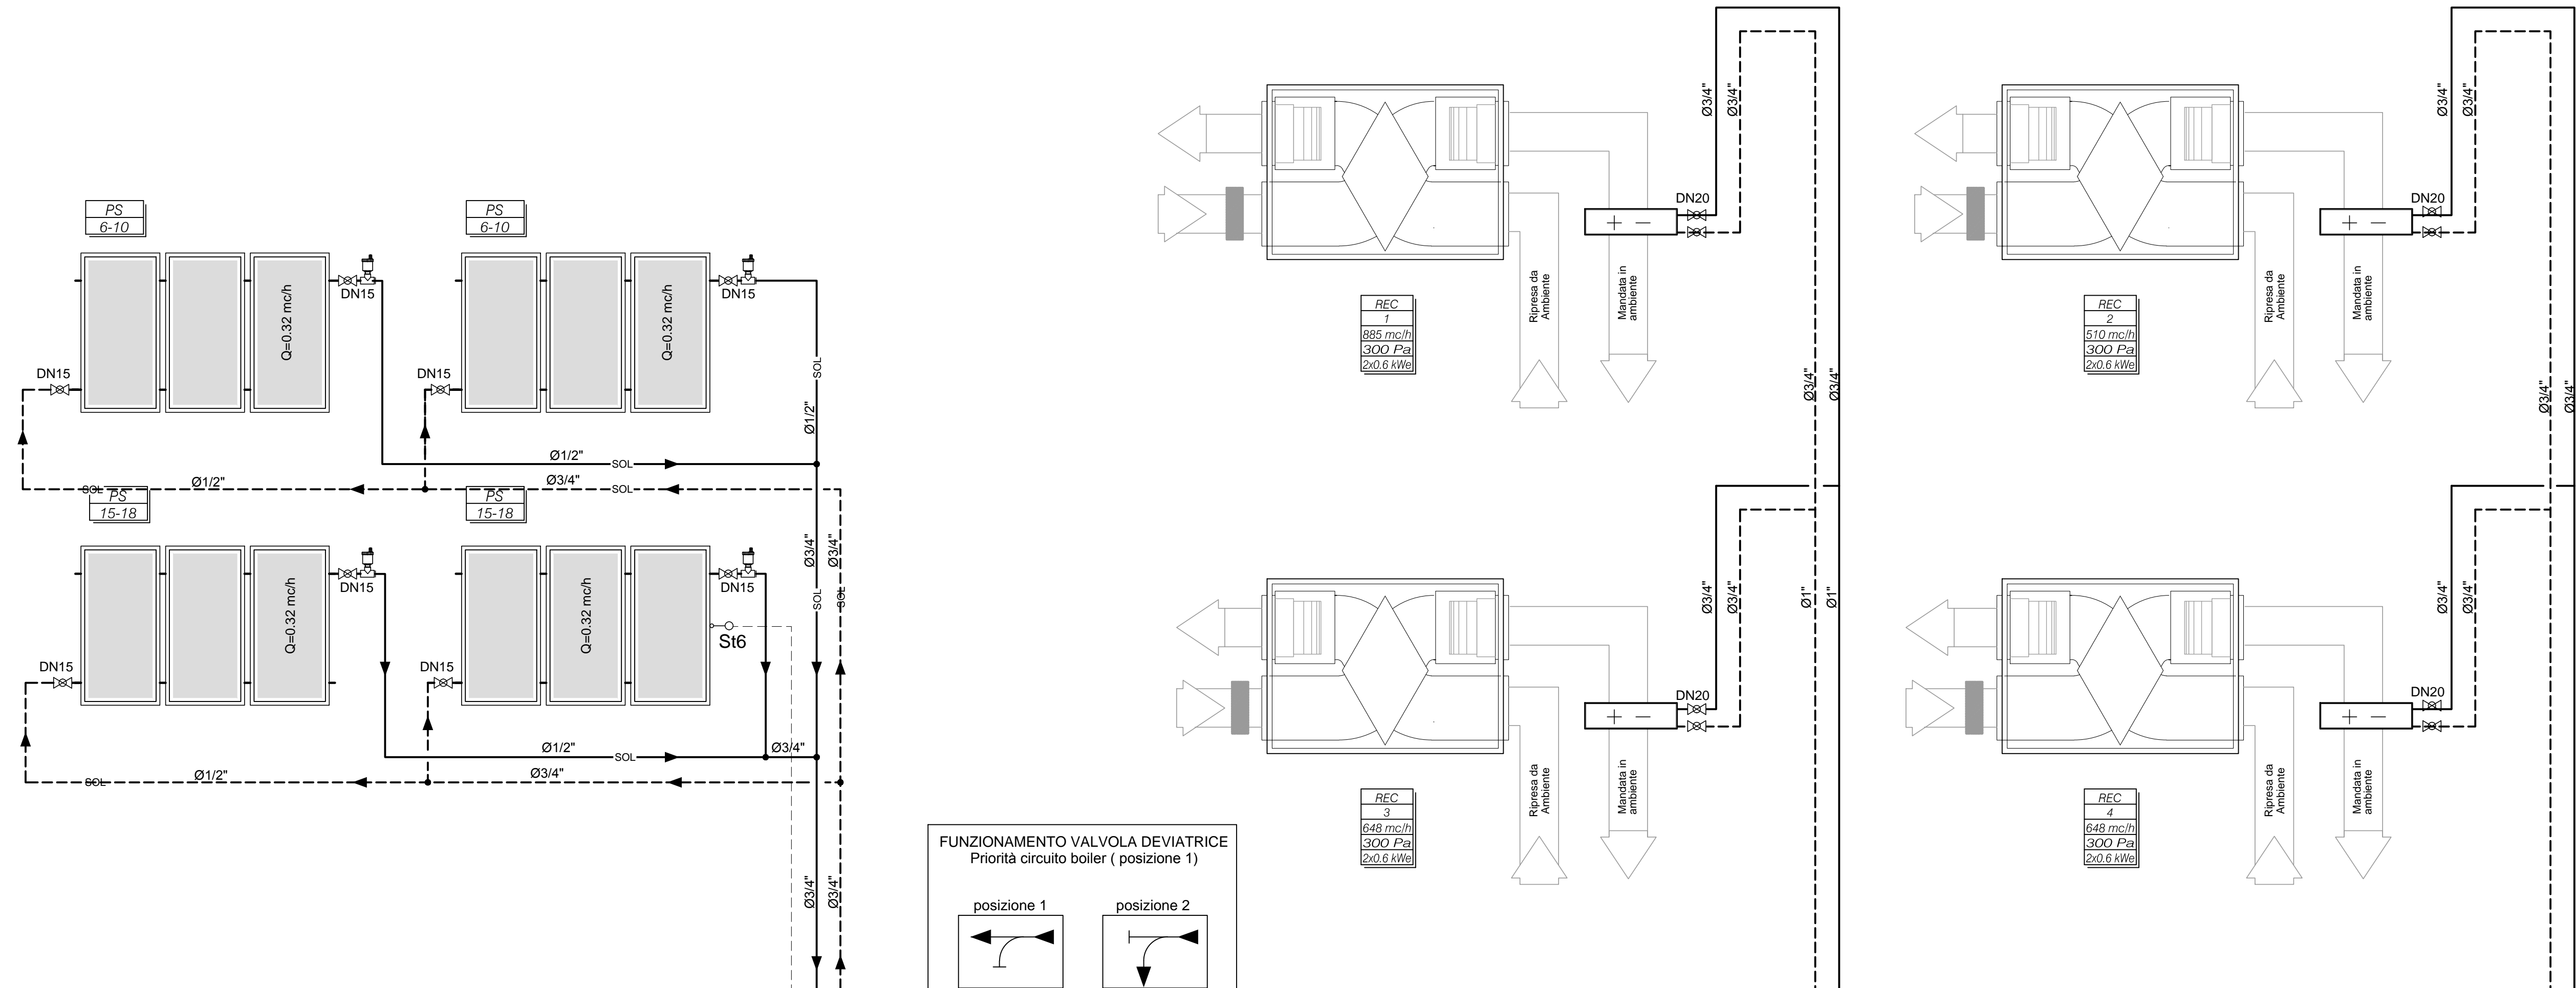 PS
6-10
PS
6-10
Q=0.32 mc/h
DN15
Q=0.32 mc/h
DN15
DN15
DN15
SOL
Ø1/2"
Ø1/2"
SOL
SOL
Ø1/2"
Ø3/4"
SOL
PS
15-18
PS
15-18
Ø3/4"
Ø3/4"
SOL
SOL
Q=0.32 mc/h
DN15
Q=0.32 mc/h
DN15
St6
DN15
DN15
Ø1/2"
SOL
Ø3/4"
SOL
Ø1/2"
Ø3/4"
Ø3/4"
Ø3/4"
FUNZIONAMENTO VALVOLA DEVIATRICE
Priorità circuito boiler ( posizione 1)
posizione 1
posizione 2
Ø3/4"
Ø3/4"
DN20
+ −
Ripresa da
Ambiente
Mandata in
ambiente
REC
1
885 mc/h
300 Pa
2x0.6 kWe
Ø3/4"
Ø3/4"
Ø3/4"
Ø3/4"
DN20
+ −
Ripresa da
Ambiente
Mandata in
ambiente
REC
2
510 mc/h
300 Pa
2x0.6 kWe
Ø3/4"
Ø3/4"
Ø3/4"
Ø3/4"
Ø1"
Ø1"
DN20
+ −
Ripresa da
Ambiente
Mandata in
ambiente
REC
3
648 mc/h
300 Pa
2x0.6 kWe
Ø3/4"
Ø3/4"
DN20
+ −
Ripresa da
Ambiente
Mandata in
ambiente
REC
4
648 mc/h
300 Pa
2x0.6 kWe